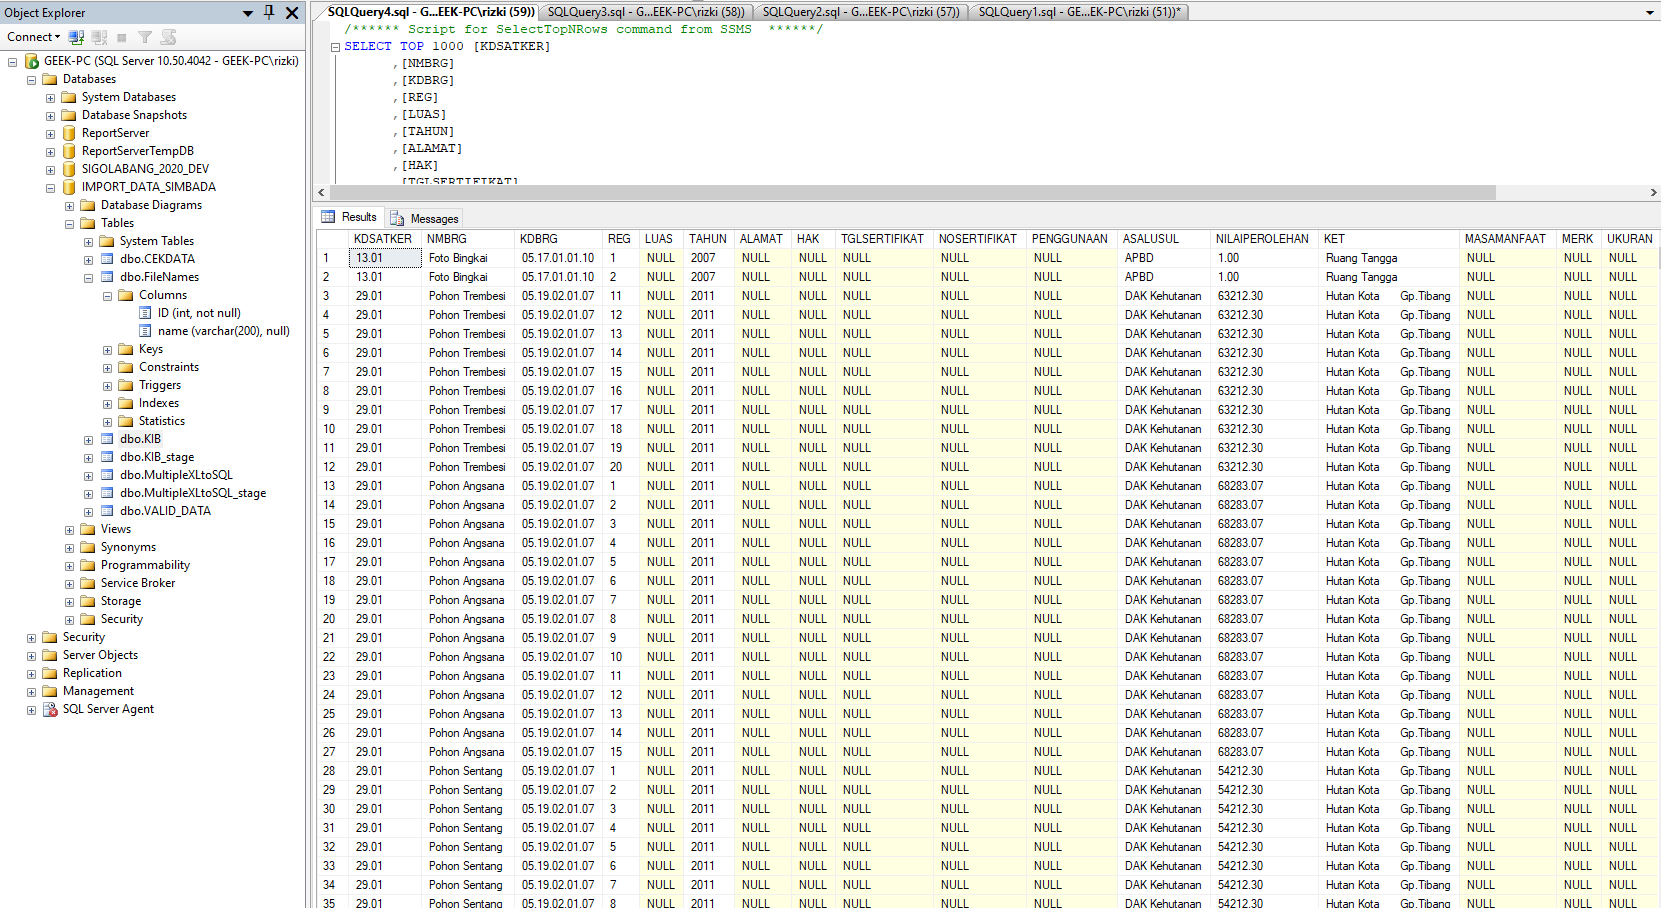 Object Explorer
Connect
GEEK-PC (SQL Server 10.50.4042 - GEEK-PC\rizki)
Databases
System Databases
Database Snapshots
ReportServer
ReportServerTempDB
SIGOLABANG_2020_DEV
IMPORT_DATA_SIMBADA
Database Diagrams
Tables
System Tables
dbo.CEKDATA
dbo.FileNames
Columns
ID (int, not null)
name (varchar(200), null)
Keys
Constraints
Triggers
Indexes
Statistics
dbo.KIB
dbo.KIB_stage
dbo.MultipleXLtoSQL
dbo.MultipleXLtoSQL_stage
dbo.VALID_DATA
Views
Synonyms
Programmability
Service Broker
Storage
Security
Security
Server Objects
Replication
Management
SQL Server Agent
SQLQuery4.sql - G...EEK-PC\rizki (59)) SQLQuery3.sql - G...EEK-PC\rizki (58)) SQLQuery2.sql - G...EEK-PC\rizki (57)) SQLQuery1.sql - GE...EK-PC\rizki (51))*
/****** Script for SelectTopNRows command from SSMS ******/
SELECT TOP 1000 [KDSATKER]
,[NMBRG]
,[KDBRG]
,[REG]
,[LUAS]
,[TAHUN]
,[ALAMAT]
,[HAK]
,[TGLSERTIFIKAT]
Results Messages
KDSATKER NMBRG KDBRG REG LUAS TAHUN ALAMAT HAK TGLSERTIFIKAT NOSERTIFIKAT PENGGUNAAN ASALUSUL NILAIPEROLEHAN KET MASAMANFAAT MERK UKURAN
1 13.01 Foto Bingkai 05.17.01.01.10 1 NULL 2007 NULL NULL NULL NULL NULL APBD 1.00 Ruang Tangga NULL NULL NULL
2 13.01 Foto Bingkai 05.17.01.01.10 2 NULL 2007 NULL NULL NULL NULL NULL APBD 1.00 Ruang Tangga NULL NULL NULL
3 29.01 Pohon Trembesi 05.19.02.01.07 11 NULL 2011 NULL NULL NULL NULL NULL DAK Kehutanan 63212.30 Hutan Kota Gp.Tibang NULL NULL NULL
4 29.01 Pohon Trembesi 05.19.02.01.07 12 NULL 2011 NULL NULL NULL NULL NULL DAK Kehutanan 63212.30 Hutan Kota Gp.Tibang NULL NULL NULL
5 29.01 Pohon Trembesi 05.19.02.01.07 13 NULL 2011 NULL NULL NULL NULL NULL DAK Kehutanan 63212.30 Hutan Kota Gp.Tibang NULL NULL NULL
6 29.01 Pohon Trembesi 05.19.02.01.07 14 NULL 2011 NULL NULL NULL NULL NULL DAK Kehutanan 63212.30 Hutan Kota Gp.Tibang NULL NULL NULL
7 29.01 Pohon Trembesi 05.19.02.01.07 15 NULL 2011 NULL NULL NULL NULL NULL DAK Kehutanan 63212.30 Hutan Kota Gp.Tibang NULL NULL NULL
8 29.01 Pohon Trembesi 05.19.02.01.07 16 NULL 2011 NULL NULL NULL NULL NULL DAK Kehutanan 63212.30 Hutan Kota Gp.Tibang NULL NULL NULL
9 29.01 Pohon Trembesi 05.19.02.01.07 17 NULL 2011 NULL NULL NULL NULL NULL DAK Kehutanan 63212.30 Hutan Kota Gp.Tibang NULL NULL NULL
10 29.01 Pohon Trembesi 05.19.02.01.07 18 NULL 2011 NULL NULL NULL NULL NULL DAK Kehutanan 63212.30 Hutan Kota Gp.Tibang NULL NULL NULL
11 29.01 Pohon Trembesi 05.19.02.01.07 19 NULL 2011 NULL NULL NULL NULL NULL DAK Kehutanan 63212.30 Hutan Kota Gp.Tibang NULL NULL NULL
12 29.01 Pohon Trembesi 05.19.02.01.07 20 NULL 2011 NULL NULL NULL NULL NULL DAK Kehutanan 63212.30 Hutan Kota Gp.Tibang NULL NULL NULL
13 29.01 Pohon Angsana 05.19.02.01.07 1 NULL 2011 NULL NULL NULL NULL NULL DAK Kehutanan 68283.07 Hutan Kota Gp.Tibang NULL NULL NULL
14 29.01 Pohon Angsana 05.19.02.01.07 2 NULL 2011 NULL NULL NULL NULL NULL DAK Kehutanan 68283.07 Hutan Kota Gp.Tibang NULL NULL NULL
15 29.01 Pohon Angsana 05.19.02.01.07 3 NULL 2011 NULL NULL NULL NULL NULL DAK Kehutanan 68283.07 Hutan Kota Gp.Tibang NULL NULL NULL
16 29.01 Pohon Angsana 05.19.02.01.07 4 NULL 2011 NULL NULL NULL NULL NULL DAK Kehutanan 68283.07 Hutan Kota Gp.Tibang NULL NULL NULL
17 29.01 Pohon Angsana 05.19.02.01.07 5 NULL 2011 NULL NULL NULL NULL NULL DAK Kehutanan 68283.07 Hutan Kota Gp.Tibang NULL NULL NULL
18 29.01 Pohon Angsana 05.19.02.01.07 6 NULL 2011 NULL NULL NULL NULL NULL DAK Kehutanan 68283.07 Hutan Kota Gp.Tibang NULL NULL NULL
19 29.01 Pohon Angsana 05.19.02.01.07 7 NULL 2011 NULL NULL NULL NULL NULL DAK Kehutanan 68283.07 Hutan Kota Gp.Tibang NULL NULL NULL
20 29.01 Pohon Angsana 05.19.02.01.07 8 NULL 2011 NULL NULL NULL NULL NULL DAK Kehutanan 68283.07 Hutan Kota Gp.Tibang NULL NULL NULL
21 29.01 Pohon Angsana 05.19.02.01.07 9 NULL 2011 NULL NULL NULL NULL NULL DAK Kehutanan 68283.07 Hutan Kota Gp.Tibang NULL NULL NULL
22 29.01 Pohon Angsana 05.19.02.01.07 10 NULL 2011 NULL NULL NULL NULL NULL DAK Kehutanan 68283.07 Hutan Kota Gp.Tibang NULL NULL NULL
23 29.01 Pohon Angsana 05.19.02.01.07 11 NULL 2011 NULL NULL NULL NULL NULL DAK Kehutanan 68283.07 Hutan Kota Gp.Tibang NULL NULL NULL
24 29.01 Pohon Angsana 05.19.02.01.07 12 NULL 2011 NULL NULL NULL NULL NULL DAK Kehutanan 68283.07 Hutan Kota Gp.Tibang NULL NULL NULL
25 29.01 Pohon Angsana 05.19.02.01.07 13 NULL 2011 NULL NULL NULL NULL NULL DAK Kehutanan 68283.07 Hutan Kota Gp.Tibang NULL NULL NULL
26 29.01 Pohon Angsana 05.19.02.01.07 14 NULL 2011 NULL NULL NULL NULL NULL DAK Kehutanan 68283.07 Hutan Kota Gp.Tibang NULL NULL NULL
27 29.01 Pohon Angsana 05.19.02.01.07 15 NULL 2011 NULL NULL NULL NULL NULL DAK Kehutanan 68283.07 Hutan Kota Gp.Tibang NULL NULL NULL
28 29.01 Pohon Sentang 05.19.02.01.07 1 NULL 2011 NULL NULL NULL NULL NULL DAK Kehutanan 54212.30 Hutan Kota Gp.Tibang NULL NULL NULL
29 29.01 Pohon Sentang 05.19.02.01.07 2 NULL 2011 NULL NULL NULL NULL NULL DAK Kehutanan 54212.30 Hutan Kota Gp.Tibang NULL NULL NULL
30 29.01 Pohon Sentang 05.19.02.01.07 3 NULL 2011 NULL NULL NULL NULL NULL DAK Kehutanan 54212.30 Hutan Kota Gp.Tibang NULL NULL NULL
31 29.01 Pohon Sentang 05.19.02.01.07 4 NULL 2011 NULL NULL NULL NULL NULL DAK Kehutanan 54212.30 Hutan Kota Gp.Tibang NULL NULL NULL
32 29.01 Pohon Sentang 05.19.02.01.07 5 NULL 2011 NULL NULL NULL NULL NULL DAK Kehutanan 54212.30 Hutan Kota Gp.Tibang NULL NULL NULL
33 29.01 Pohon Sentang 05.19.02.01.07 6 NULL 2011 NULL NULL NULL NULL NULL DAK Kehutanan 54212.30 Hutan Kota Gp.Tibang NULL NULL NULL
34 29.01 Pohon Sentang 05.19.02.01.07 7 NULL 2011 NULL NULL NULL NULL NULL DAK Kehutanan 54212.30 Hutan Kota Gp.Tibang NULL NULL NULL
35 29.01 Pohon Sentang 05.19.02.01.07 8 NULL 2011 NULL NULL NULL NULL NULL DAK Kehutanan 54212.30 Hutan Kota Gp.Tibang NULL NULL NULL